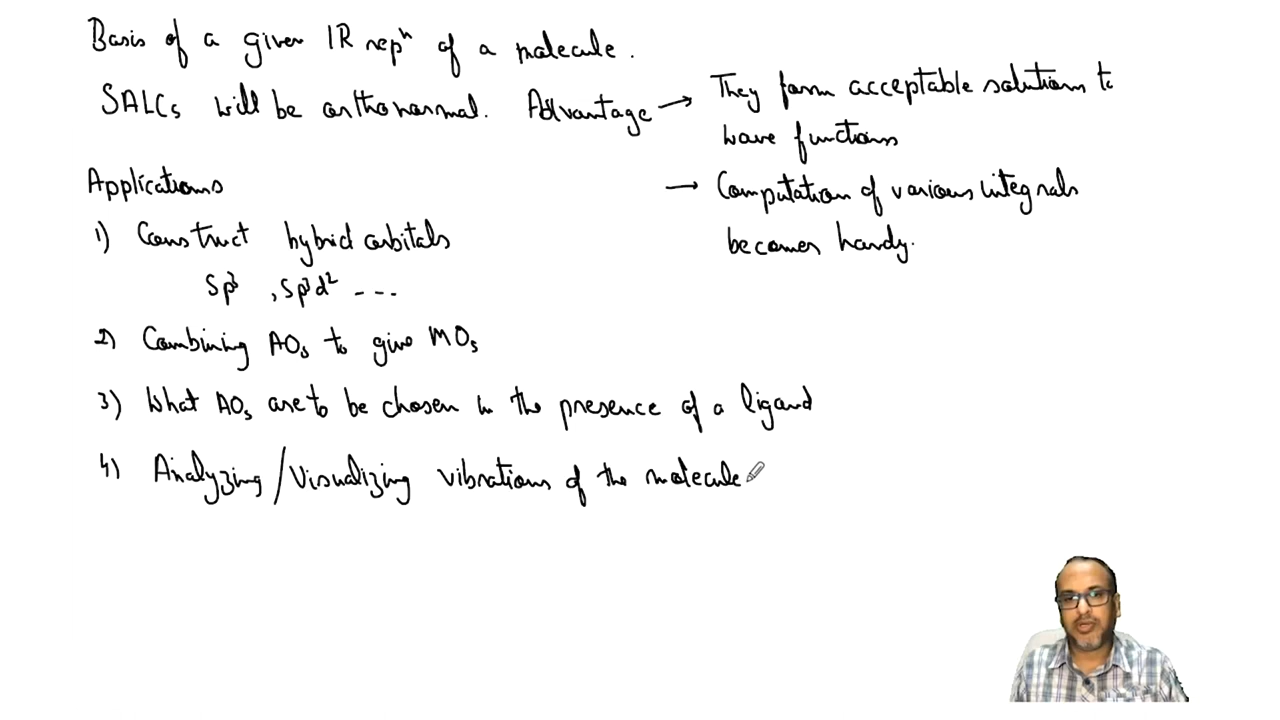 Basis of a given IR repⁿ of a molecule.
SALCs will be orthonormal. Advantage → They form acceptable solutions to
wave functions
→ Computation of various integrals
becomes handy.
Applications
1) Construct hybrid orbitals
sp³, sp³d² ---
2) Combining AOs to give MOs
3) What AOs are to be chosen in the presence of a ligand
4) Analyzing/Visualizing vibrations of the molecule